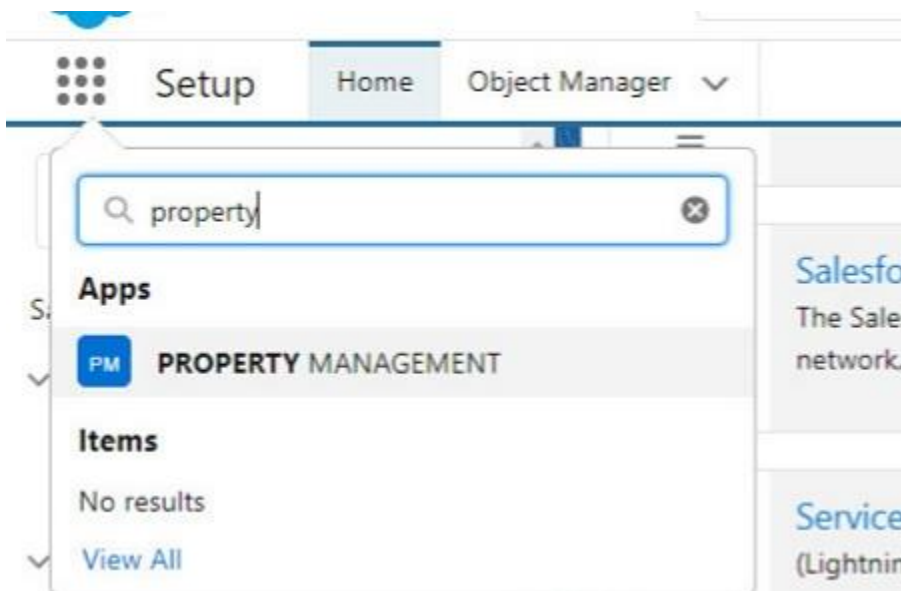 Setup Home Object Manager
property
Apps
PM PROPERTY MANAGEMENT
Items
No results
View All
Salesfo
The Sale
network.
Service
(Lightnin